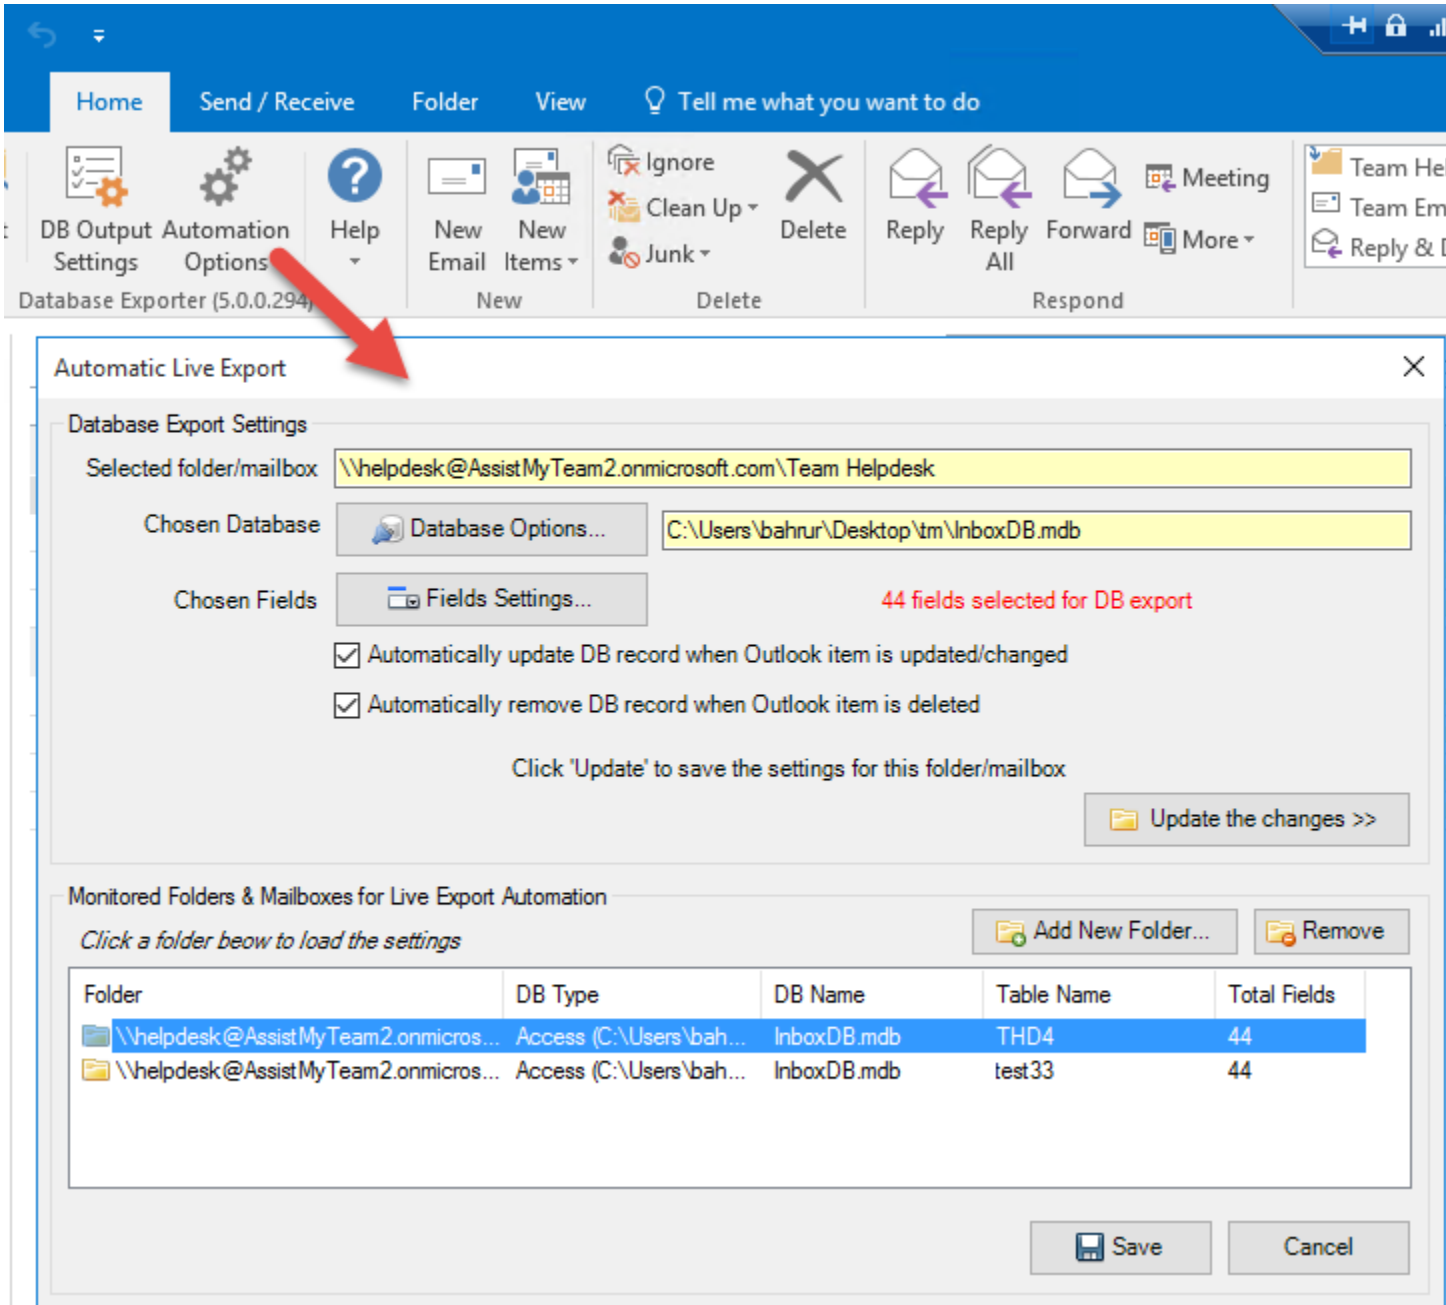 Home Send / Receive Folder View Tell me what you want to do
Ignore
Meeting
Team Hel
Clean Up
Team Em
DB Output Automation Help New New Delete Reply Reply Forward
Settings Options Email Items All
Junk
More
Reply & D
Database Exporter (5.0.0.294) New Delete Respond
Automatic Live Export
Database Export Settings
Selected folder/mailbox \\helpdesk@AssistMyTeam2.onmicrosoft.com\Team Helpdesk
Chosen Database Database Options... C:\Users\bahrur\Desktop\tm\InboxDB.mdb
Chosen Fields Fields Settings... 44 fields selected for DB export
Automatically update DB record when Outlook item is updated/changed
Automatically remove DB record when Outlook item is deleted
Click 'Update' to save the settings for this folder/mailbox
Update the changes >>
Monitored Folders & Mailboxes for Live Export Automation
Click a folder beow to load the settings Add New Folder... Remove
Folder DB Type DB Name Table Name Total Fields
\\helpdesk@AssistMyTeam2.onmicros... Access (C:\Users\bah... InboxDB.mdb THD4 44
\\helpdesk@AssistMyTeam2.onmicros... Access (C:\Users\bah... InboxDB.mdb test33 44
Save Cancel